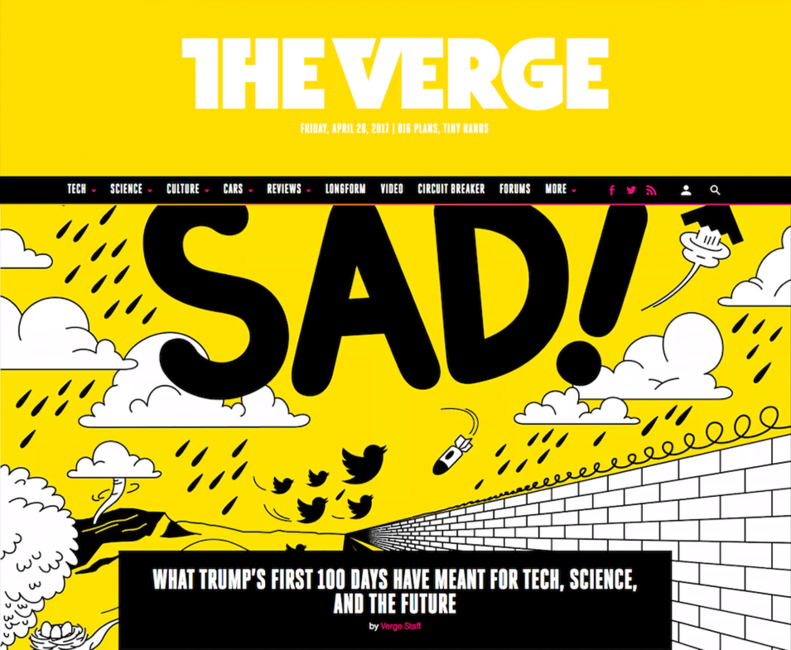 THE VERGE
FRIDAY, APRIL 28, 2017 | BIG PLANS, TINY HANDS
TECH SCIENCE CULTURE CARS REVIEWS LONGFORM VIDEO CIRCUIT BREAKER FORUMS MORE
SAD!
WHAT TRUMP'S FIRST 100 DAYS HAVE MEANT FOR TECH, SCIENCE,
AND THE FUTURE
by Verge Staff